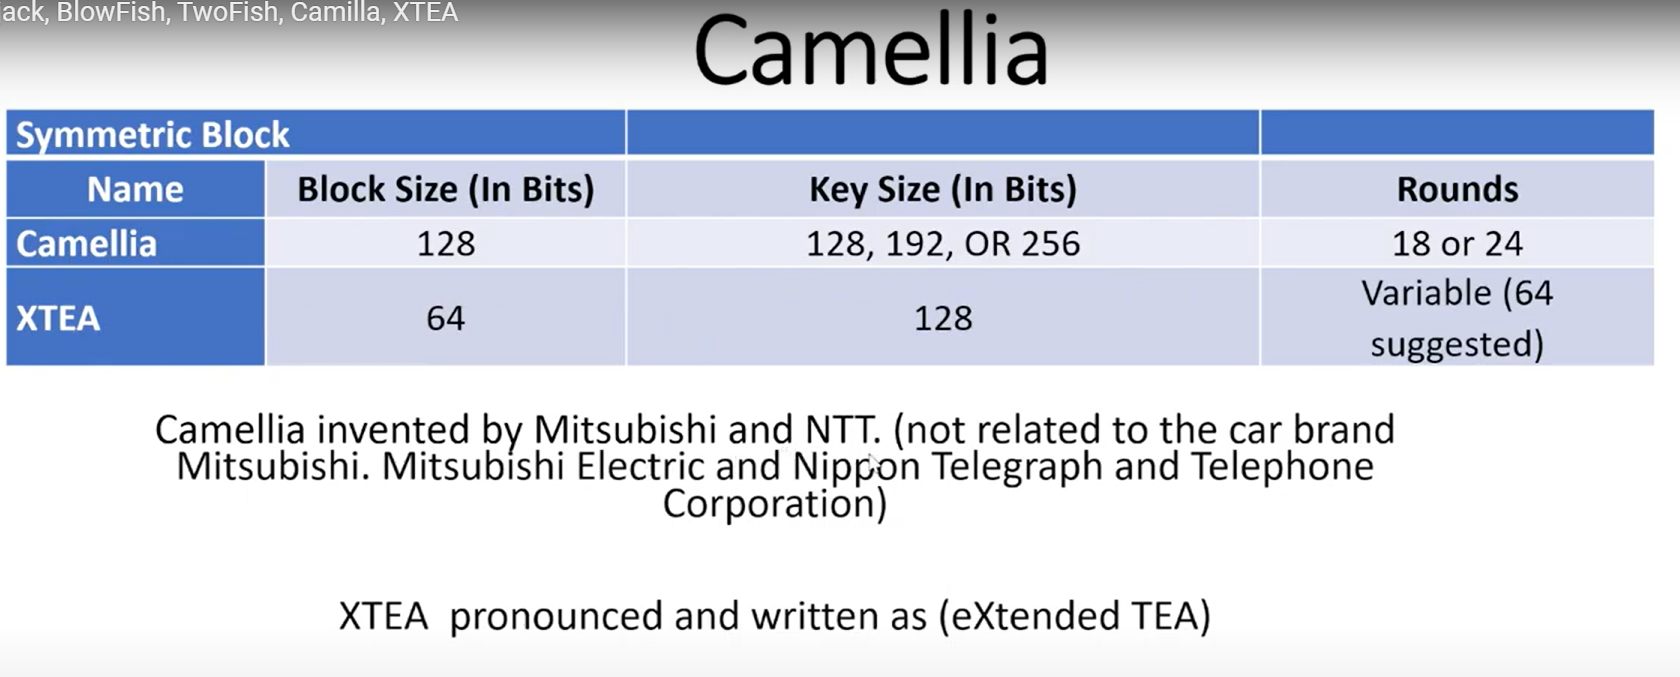 BlowFish, TwoFish, Camilla, XTEA
Camellia
Symmetric Block
Name Block Size (In Bits) Key Size (In Bits) Rounds
Camellia 128 128, 192, OR 256 18 or 24
XTEA 64 128 Variable (64
suggested)
Camellia invented by Mitsubishi and NTT. (not related to the car brand
Mitsubishi. Mitsubishi Electric and Nippon Telegraph and Telephone
Corporation)
XTEA pronounced and written as (eXtended TEA)